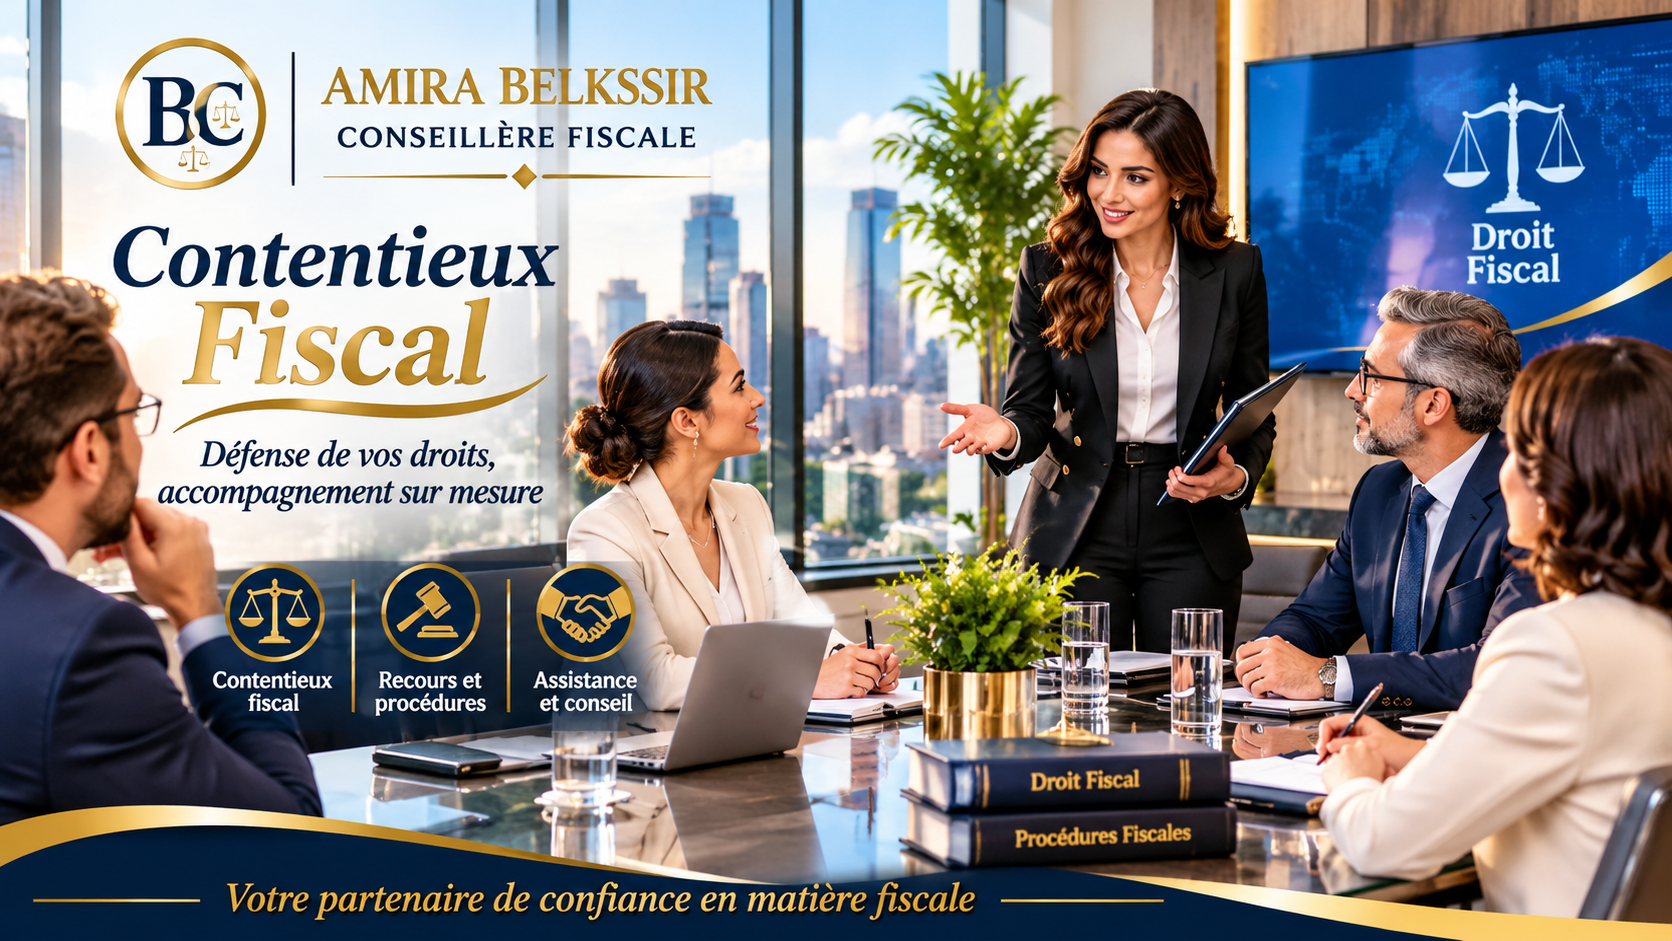 BC
AMIRA BELKSSIR
CONSEILLÈRE FISCALE
Contentieux
Fiscal
Défense de vos droits,
accompagnement sur mesure
Contentieux
fiscal
Recours et
procédures
Assistance
et conseil
Droit
Fiscal
Droit Fiscal
Procédures Fiscales
Votre partenaire de confiance en matière fiscale